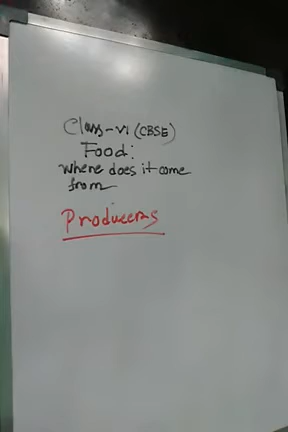 Class-VI (CBSE)
Food:
where does it come
from
Producers